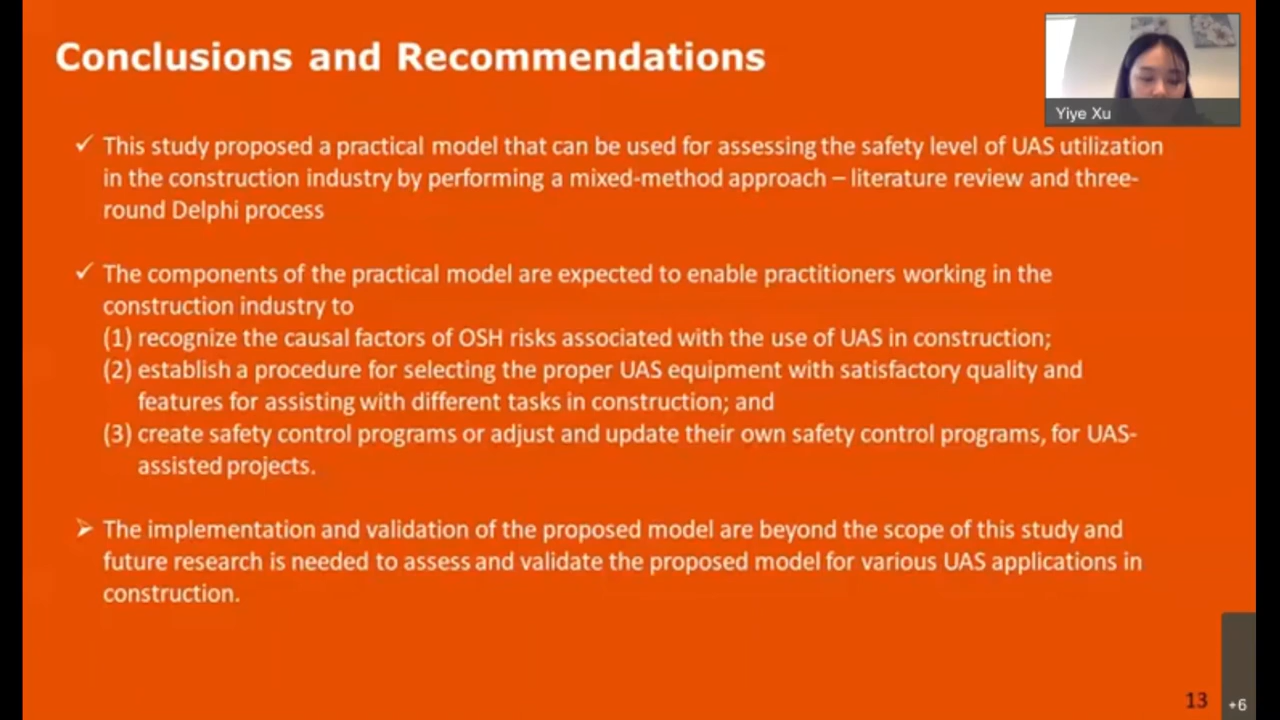 Conclusions and Recommendations
Yiye Xu
✓ This study proposed a practical model that can be used for assessing the safety level of UAS utilization
in the construction industry by performing a mixed-method approach – literature review and three-
round Delphi process
✓ The components of the practical model are expected to enable practitioners working in the
construction industry to
(1) recognize the causal factors of OSH risks associated with the use of UAS in construction;
(2) establish a procedure for selecting the proper UAS equipment with satisfactory quality and
features for assisting with different tasks in construction; and
(3) create safety control programs or adjust and update their own safety control programs, for UAS-
assisted projects.
➢ The implementation and validation of the proposed model are beyond the scope of this study and
future research is needed to assess and validate the proposed model for various UAS applications in
construction.
13
+6